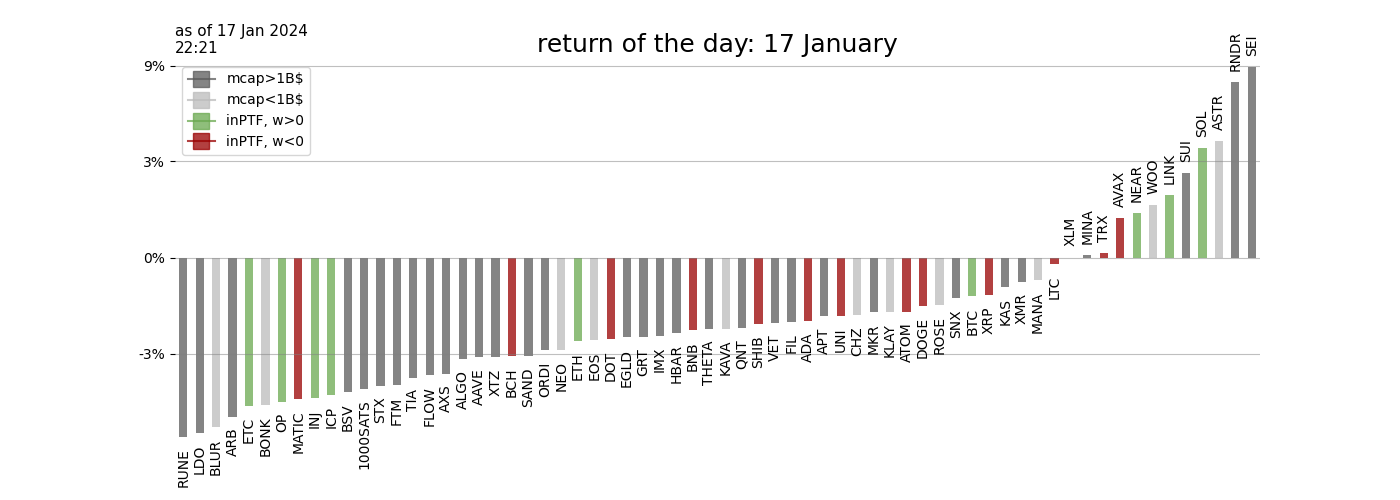 as of 17 Jan 2024
22:21
return of the day: 17 January
9%
3%
0%
-3%
mcap>1B$
mcap<1B$
inPTF, w>0
inPTF, w<0
RUNE
LDO
BLUR
ARB
ETC
BONK
OP
MATIC
INJ
ICP
BSV
1000SATS
STX
FTM
TIA
FLOW
AXS
ALGO
AAVE
XTZ
BCH
SAND
ORDI
NEO
ETH
EOS
DOT
EGLD
GRT
IMX
HBAR
BNB
THETA
KAVA
QNT
SHIB
VET
FIL
ADA
APT
UNI
CHZ
MKR
KLAY
ATOM
DOGE
ROSE
SNX
BTC
XRP
KAS
XMR
MANA
LTC
XLM
MINA
TRX
AVAX
NEAR
WOO
LINK
SUI
SOL
ASTR
RNDR
SEI